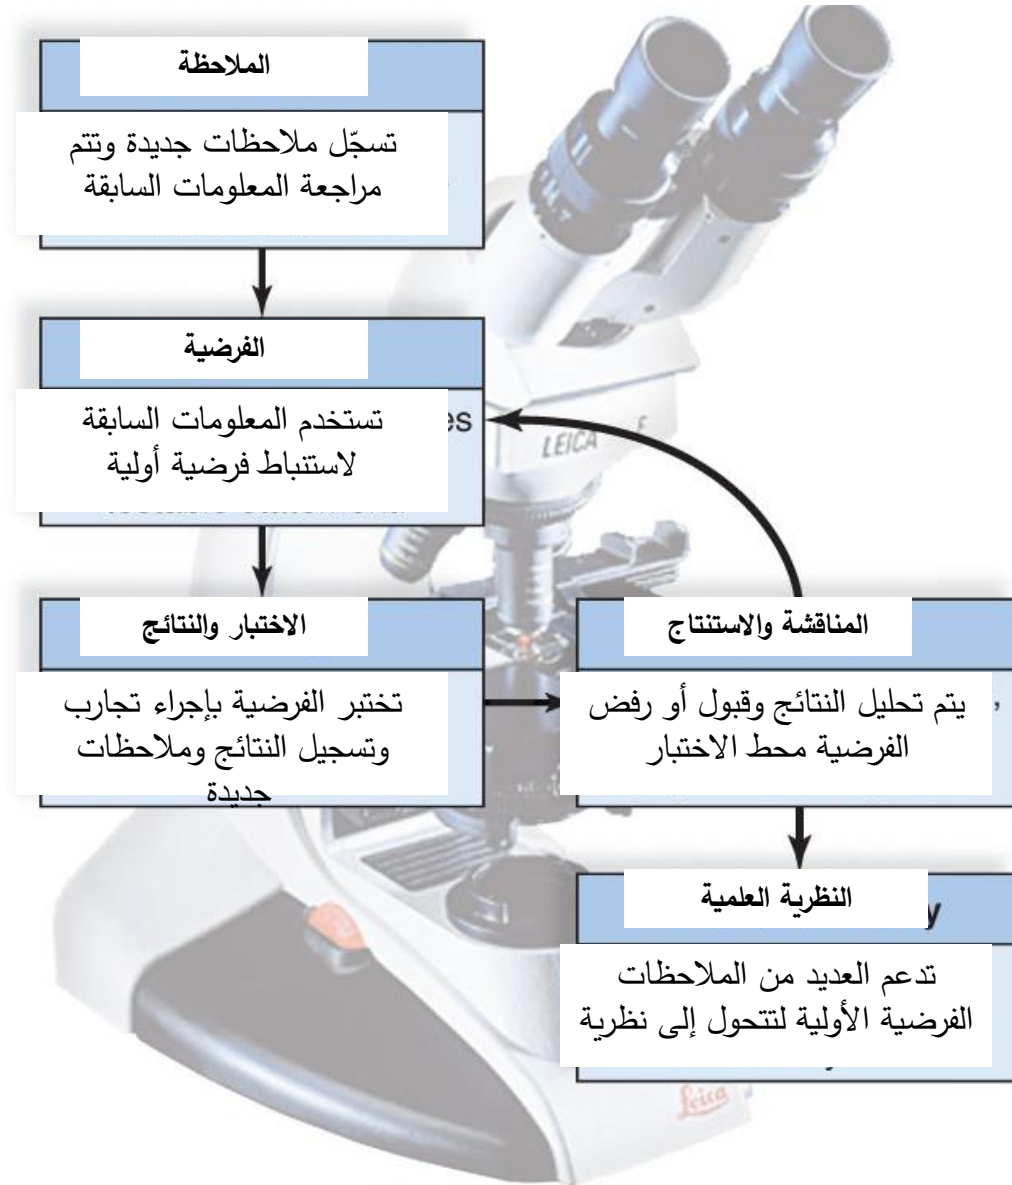 الملاحظة
تسجّل ملاحظات جديدة وتتم
مراجعة المعلومات السابقة
الفرضية
تستخدم المعلومات السابقة
لاستنباط فرضية أولية
es
LEICA
E
الاختبار والنتائج
تختبر الفرضية بإجراء تجارب
وتسجيل النتائج وملاحظات
جديدة
المناقشة والاستنتاج
يتم تحليل النتائج وقبول أو رفض
الفرضية محط الاختبار
النظرية العلمية
y
تدعم العديد من الملاحظات
الفرضية الأولية لتتحول إلى نظرية
Leica